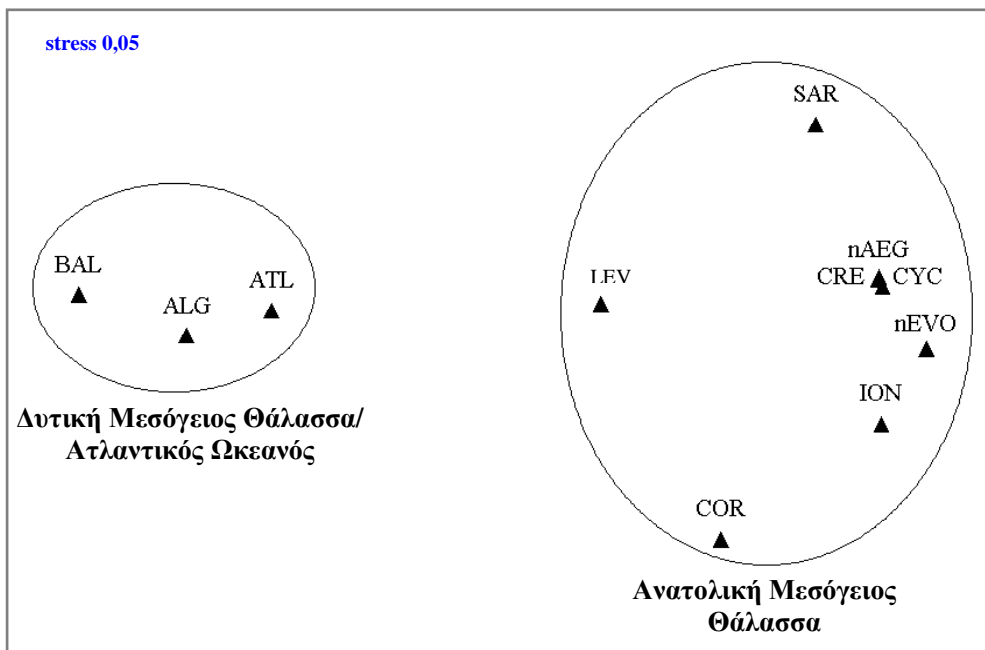 stress 0,05
SAR
BAL
ALG
ATL
LEV
nAEG
CRE
CYC
nEVO
ION
COR
Δυτική Μεσόγειος Θάλασσα/
Ατλαντικός Ωκεανός
Ανατολική Μεσόγειος
Θάλασσα